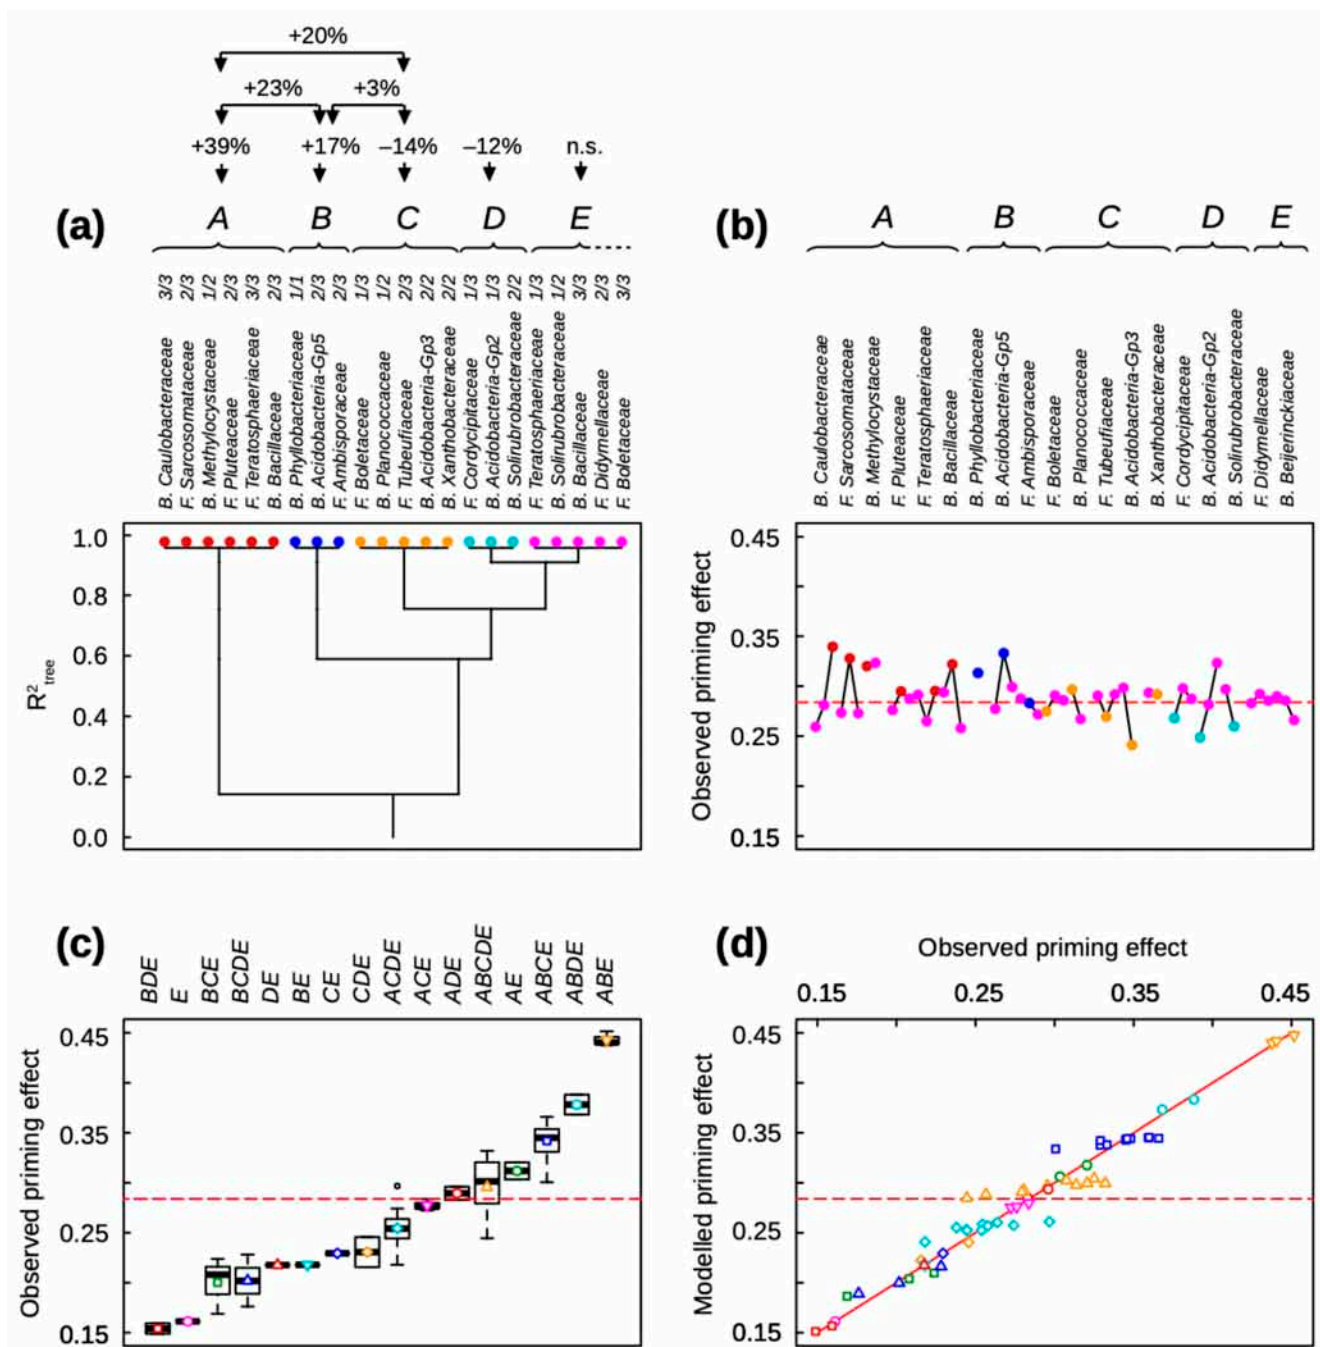 +20%
+23% +3%
+39% +17% –14% –12% n.s.
(a) A B C D E
3/3 2/3 1/2 2/3 3/3 2/3 1/1 2/3 2/3 1/3 1/2 2/3 2/2 2/2 1/3 1/3 2/2 1/3 1/2 3/3 2/3 3/3
B. Caulobacteraceae
F. Sarcosomataceae
B. Methylocystaceae
F. Pluteaceae
F. Teratosphaeriaceae
B. Bacillaceae
B. Phyllobacteriaceae
B. Acidobacteria-Gp5
F. Ambisporaceae
F. Boletaceae
B. Planococcaceae
F. Tubeufiaceae
B. Acidobacteria-Gp3
B. Xanthobacteraceae
F. Cordycipitaceae
B. Acidobacteria-Gp2
B. Solirubrobacteraceae
F. Teratosphaeriaceae
B. Solirubrobacteraceae
B. Bacillaceae
F. Didymellaceae
F. Boletaceae
R²tree
1.0
0.8
0.6
0.4
0.2
0.0
(b) A B C D E
B. Caulobacteraceae
F. Sarcosomataceae
B. Methylocystaceae
F. Pluteaceae
F. Teratosphaeriaceae
B. Bacillaceae
B. Phyllobacteriaceae
B. Acidobacteria-Gp5
F. Ambisporaceae
F. Boletaceae
B. Planococcaceae
F. Tubeufiaceae
B. Acidobacteria-Gp3
B. Xanthobacteraceae
F. Cordycipitaceae
B. Acidobacteria-Gp2
B. Solirubrobacteraceae
F. Didymellaceae
B. Beijerinckiaceae
Observed priming effect
0.45
0.35
0.25
0.15
(c)
BDE
E
BCE
BCDE
DE
BE
CE
CDE
ACDE
ACE
ADE
ABCDE
AE
ABCE
ABDE
ABE
Observed priming effect
0.45
0.35
0.25
0.15
(d) Observed priming effect
0.15 0.25 0.35 0.45
Modelled priming effect
0.45
0.35
0.25
0.15